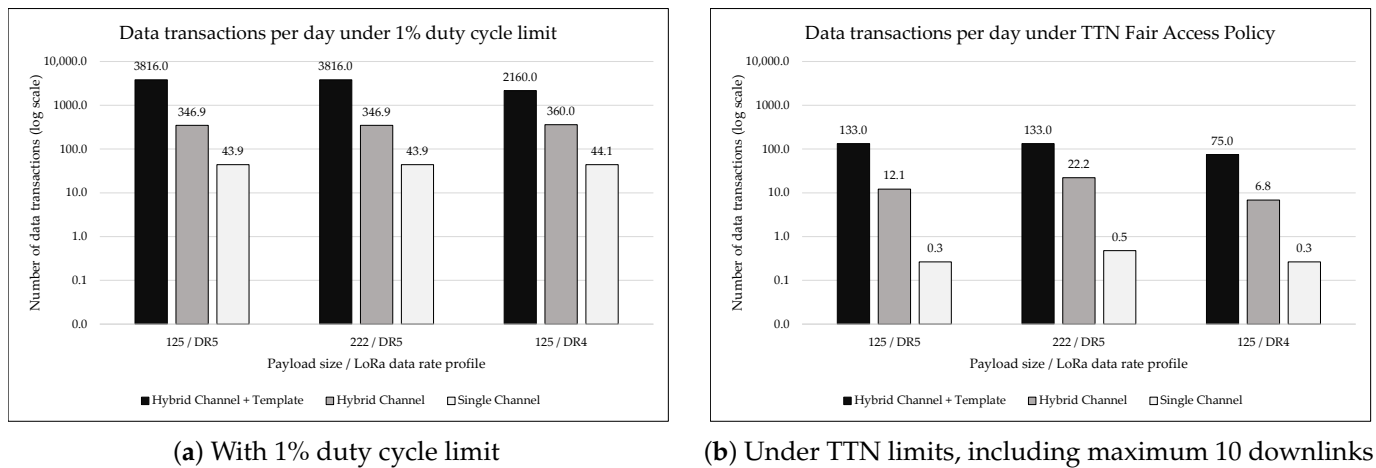 Data transactions per day under 1% duty cycle limit
Number of data transactions (log scale)
10,000.0
1000.0
100.0
10.0
1.0
0.1
0.0
3816.0
346.9
43.9
3816.0
346.9
43.9
2160.0
360.0
44.1
125 / DR5
222 / DR5
125 / DR4
Payload size / LoRa data rate profile
Hybrid Channel + Template
Hybrid Channel
Single Channel
(a) With 1% duty cycle limit
Data transactions per day under TTN Fair Access Policy
Number of data transactions (log scale)
10,000.0
1000.0
100.0
10.0
1.0
0.1
0.0
133.0
12.1
0.3
133.0
22.2
0.5
75.0
6.8
0.3
125 / DR5
222 / DR5
125 / DR4
Payload size / LoRa data rate profile
Hybrid Channel + Template
Hybrid Channel
Single Channel
(b) Under TTN limits, including maximum 10 downlinks